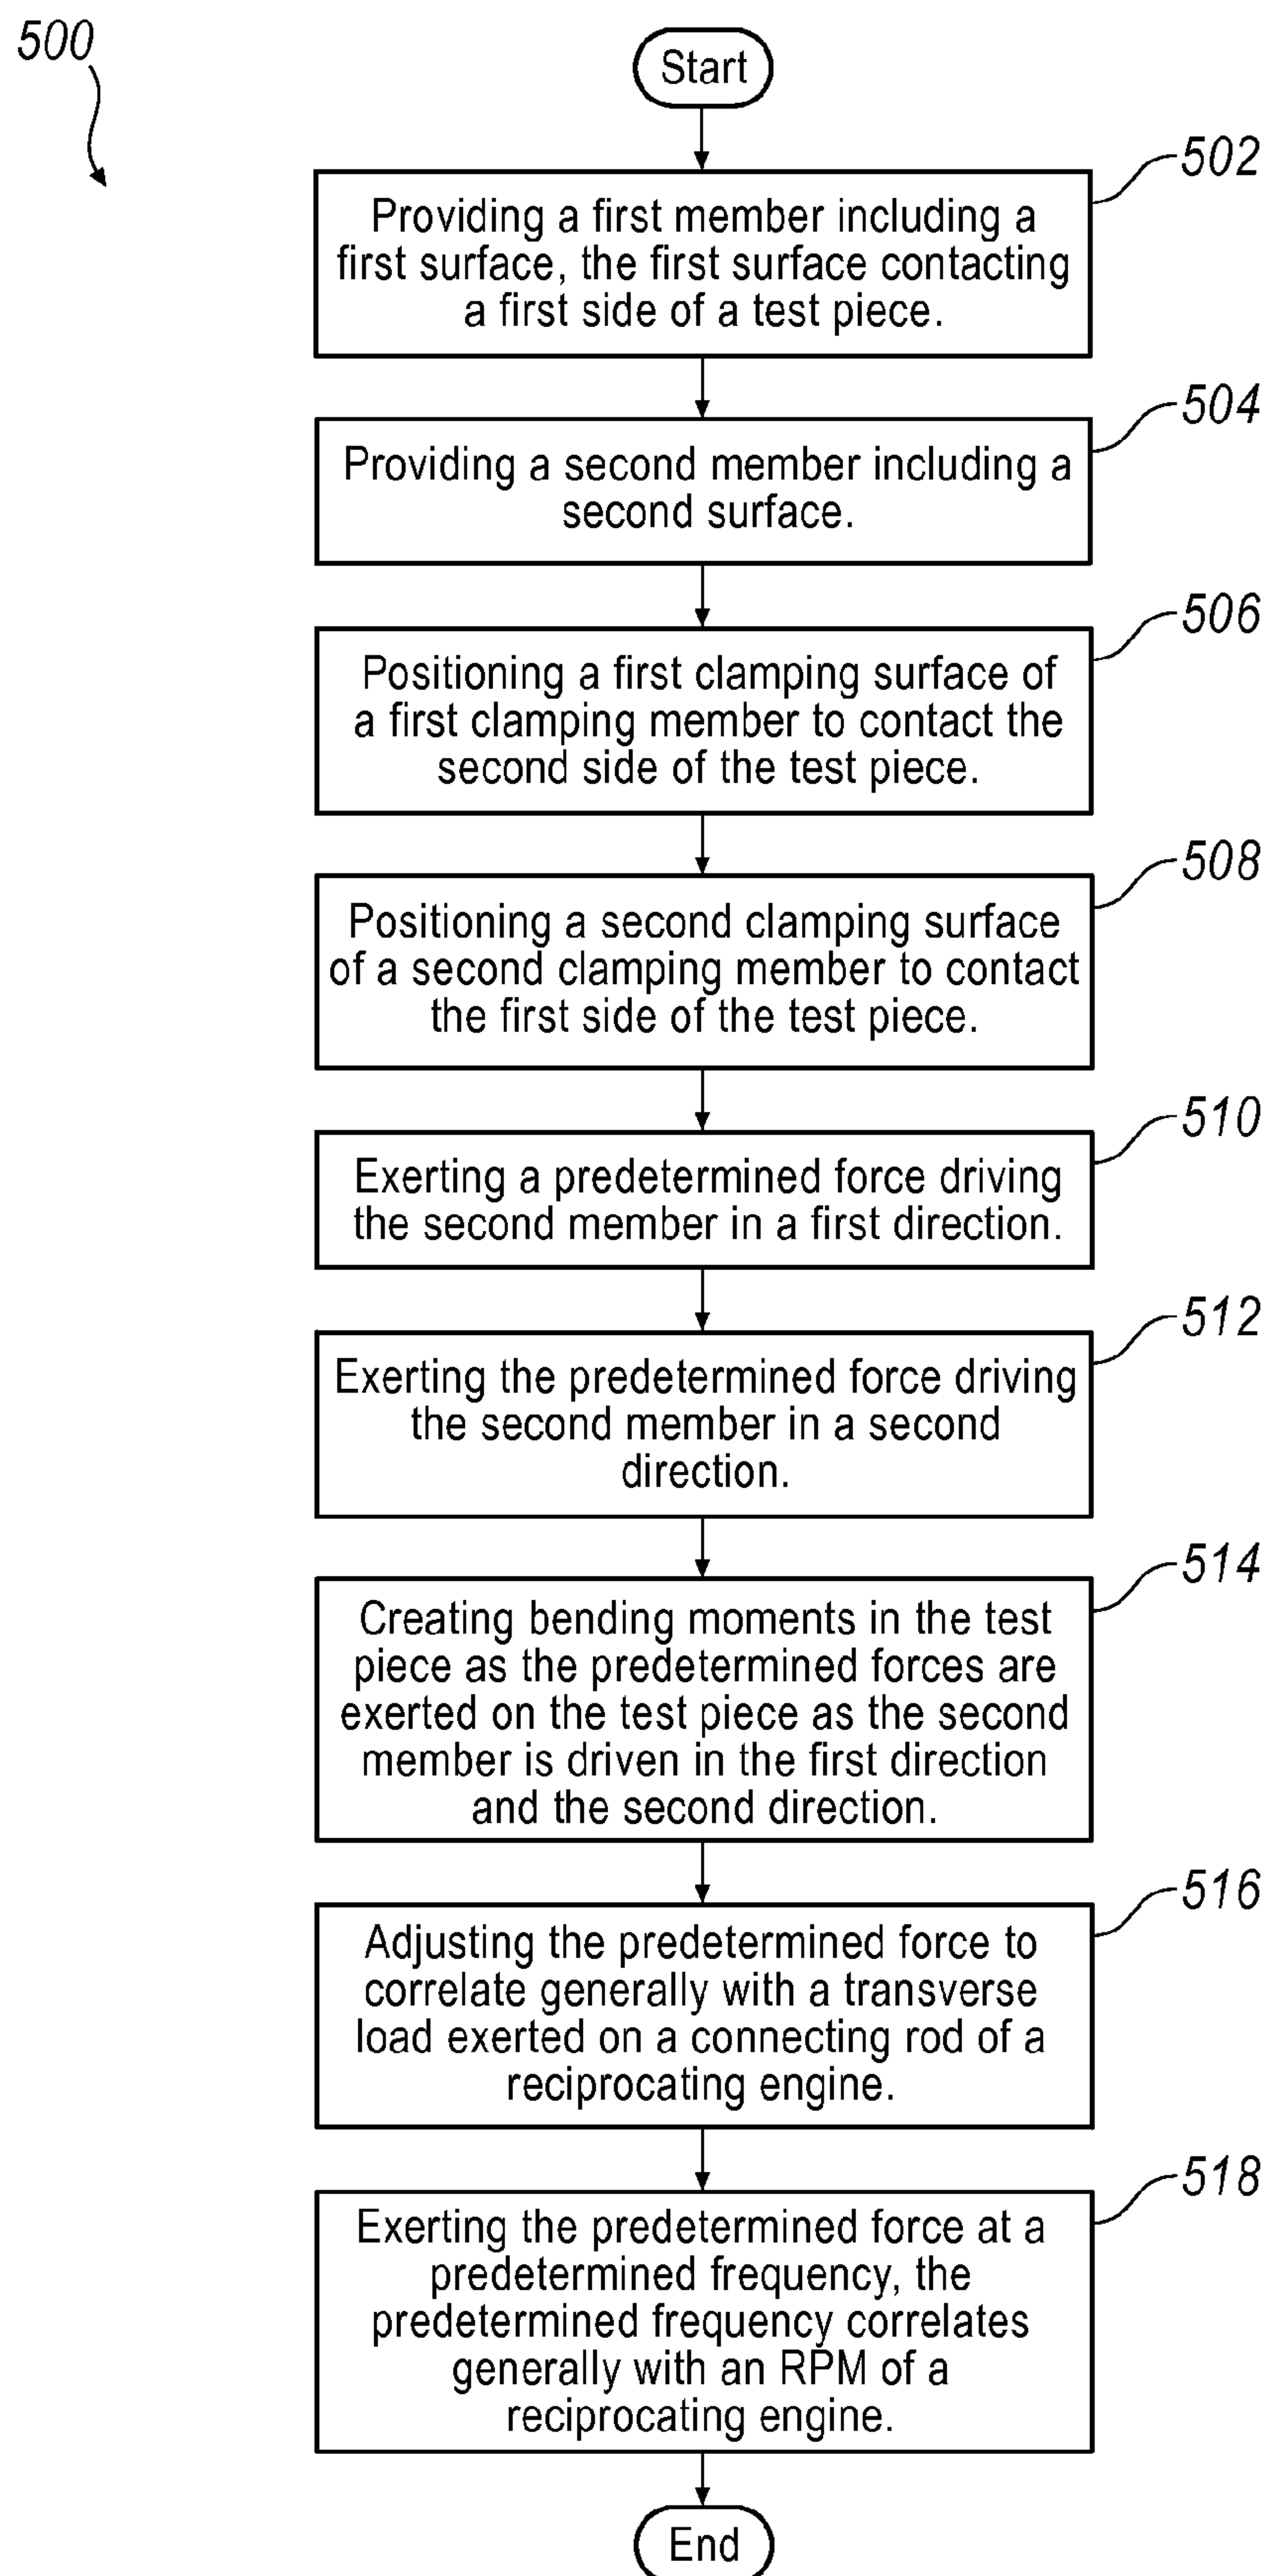 500
Start
502
Providing a first member including a
first surface, the first surface contacting
a first side of a test piece.
504
Providing a second member including a
second surface.
506
Positioning a first clamping surface of
a first clamping member to contact the
second side of the test piece.
508
Positioning a second clamping surface
of a second clamping member to contact
the first side of the test piece.
510
Exerting a predetermined force driving
the second member in a first direction.
512
Exerting the predetermined force driving
the second member in a second
direction.
514
Creating bending moments in the test
piece as the predetermined forces are
exerted on the test piece as the second
member is driven in the first direction
and the second direction.
516
Adjusting the predetermined force to
correlate generally with a transverse
load exerted on a connecting rod of a
reciprocating engine.
518
Exerting the predetermined force at a
predetermined frequency, the
predetermined frequency correlates
generally with an RPM of a
reciprocating engine.
End